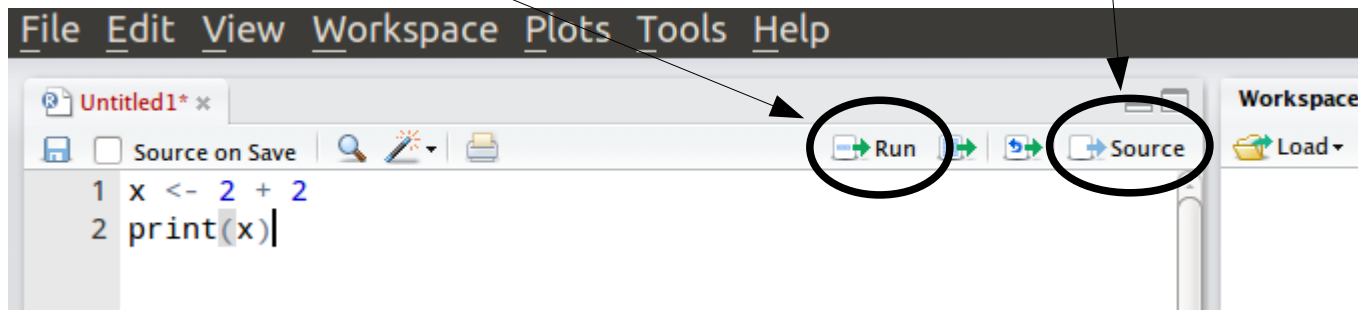 File Edit View Workspace Plots Tools Help
Untitled1* Workspace
Source on Save Run Source Load
1 x <- 2 + 2
2 print(x)